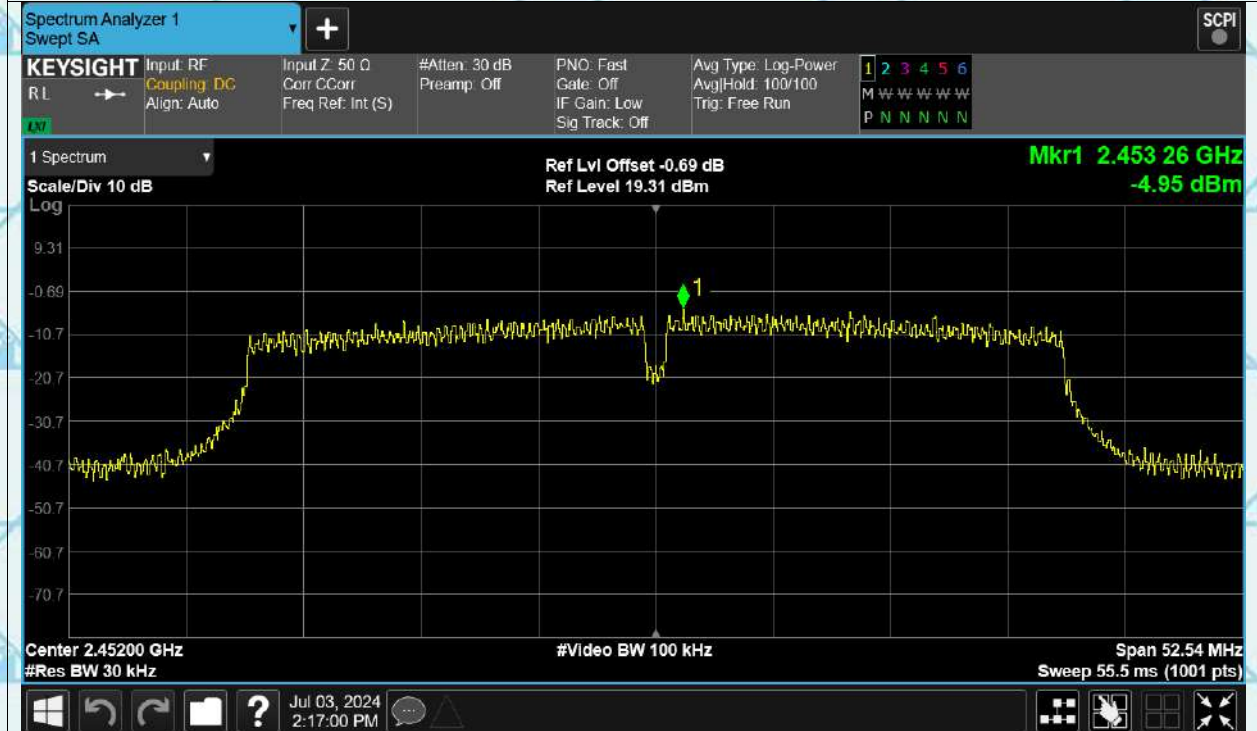 Spectrum Analyzer 1
Swept SA
SCPI
KEYSIGHT
RL
LXI
Input: RF
Coupling: DC
Align: Auto
Input Z: 50 Ω
Corr CCorr
Freq Ref: Int (S)
#Atten: 30 dB
Preamp: Off
PNO: Fast
Gate: Off
IF Gain: Low
Sig Track: Off
Avg Type: Log-Power
Avg|Hold: 100/100
Trig: Free Run
1 2 3 4 5 6
M W W W W W
P N N N N N
1 Spectrum
Scale/Div 10 dB
Log
Ref Lvl Offset -0.69 dB
Ref Level 19.31 dBm
Mkr1 2.453 26 GHz
-4.95 dBm
9.31
-0.69
-10.7
-20.7
-30.7
-40.7
-50.7
-60.7
-70.7
1
Center 2.45200 GHz
#Res BW 30 kHz
#Video BW 100 kHz
Span 52.54 MHz
Sweep 55.5 ms (1001 pts)
?
Jul 03, 2024
2:17:00 PM